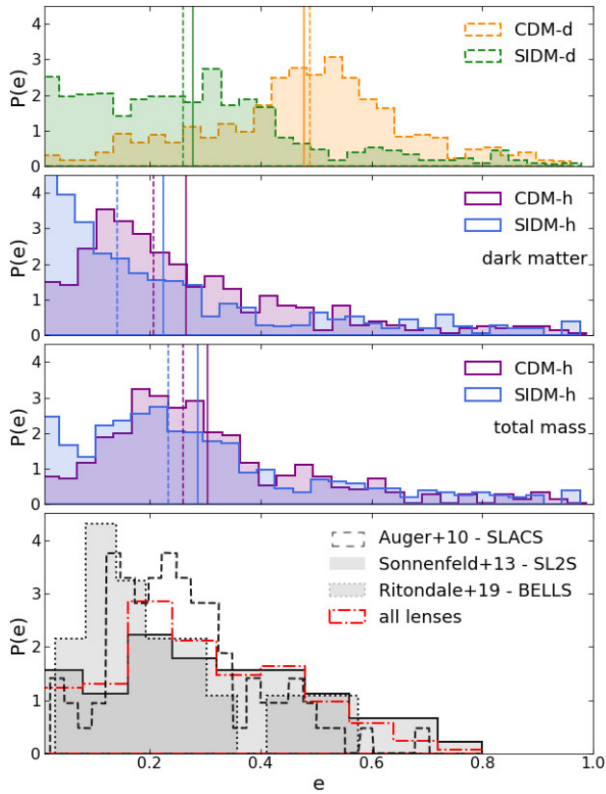 4
3
2
1
0
P(e)
CDM-d
SIDM-d
4
3
2
1
0
P(e)
CDM-h
SIDM-h
dark matter
4
3
2
1
0
P(e)
CDM-h
SIDM-h
total mass
4
3
2
1
0
P(e)
Auger+10 - SLACS
Sonnenfeld+13 - SL2S
Ritondale+19 - BELLS
all lenses
0.2 0.4 0.6 0.8 1.0
e